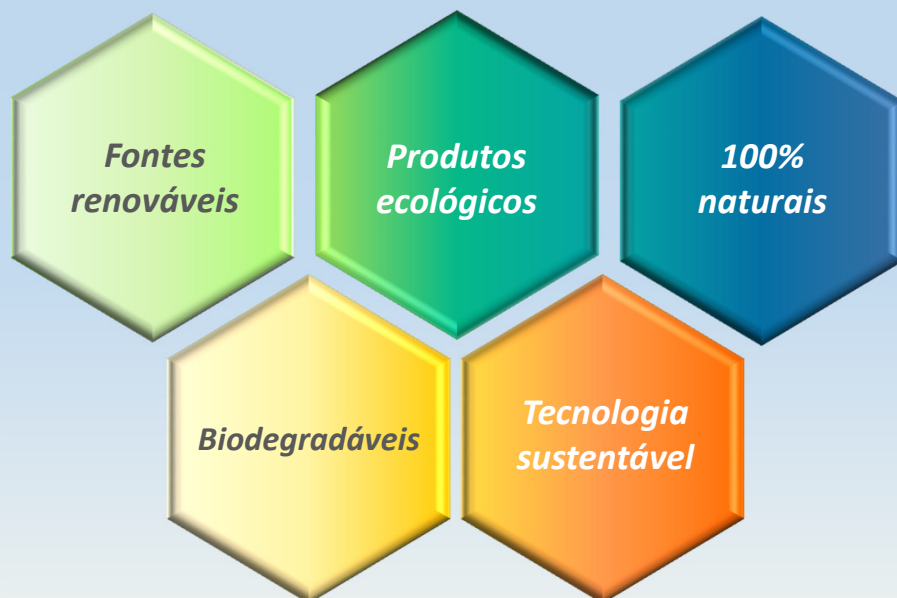 Fontes
renováveis
Produtos
ecológicos
100%
naturais
Biodegradáveis
Tecnologia
sustentável